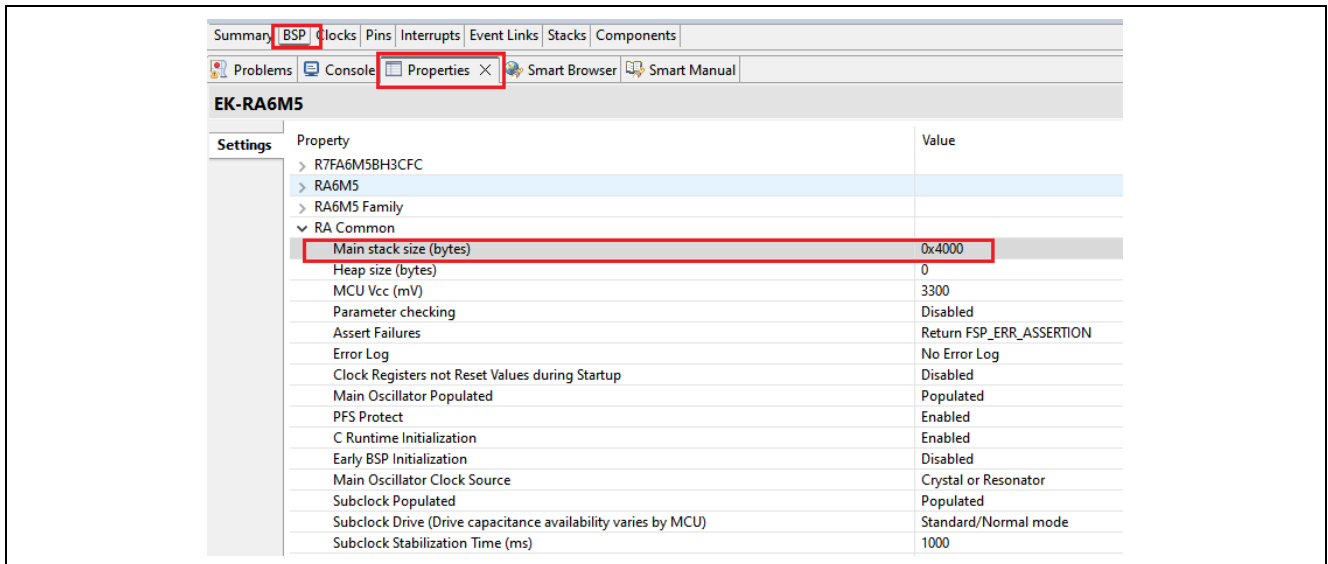 Summary BSP Clocks Pins Interrupts Event Links Stacks Components
Problems Console Properties Smart Browser Smart Manual
EK-RA6M5
Settings Property Value
R7FA6M5BH3CFC
RA6M5
RA6M5 Family
RA Common
Main stack size (bytes) 0x4000
Heap size (bytes) 0
MCU Vcc (mV) 3300
Parameter checking Disabled
Assert Failures Return FSP_ERR_ASSERTION
Error Log No Error Log
Clock Registers not Reset Values during Startup Disabled
Main Oscillator Populated Populated
PFS Protect Enabled
C Runtime Initialization Enabled
Early BSP Initialization Disabled
Main Oscillator Clock Source Crystal or Resonator
Subclock Populated Populated
Subclock Drive (Drive capacitance availability varies by MCU) Standard/Normal mode
Subclock Stabilization Time (ms) 1000